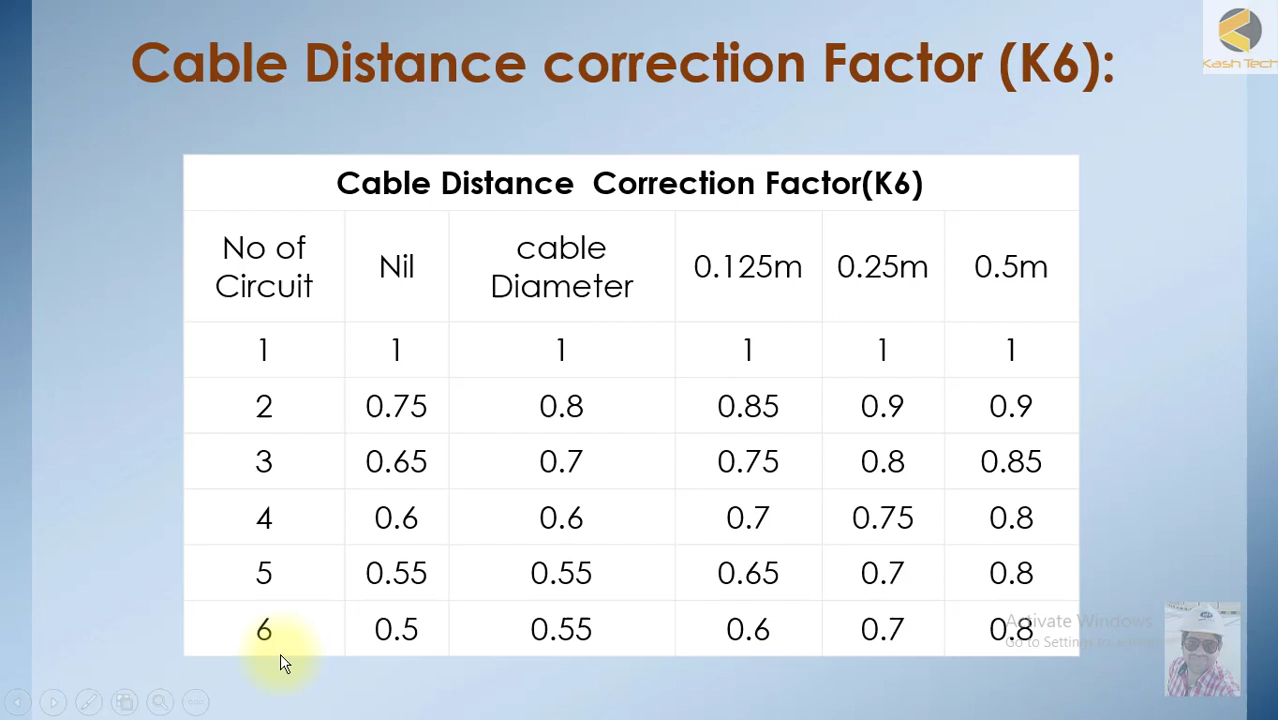 Cable Distance correction Factor (K6):
Kash Tech
Cable Distance Correction Factor(K6)
No of Circuit Nil cable Diameter 0.125m 0.25m 0.5m
1 1 1 1 1 1
2 0.75 0.8 0.85 0.9 0.9
3 0.65 0.7 0.75 0.8 0.85
4 0.6 0.6 0.7 0.75 0.8
5 0.55 0.55 0.65 0.7 0.8
6 0.5 0.55 0.6 0.7 0.8
Activate Windows
Go to Settings to